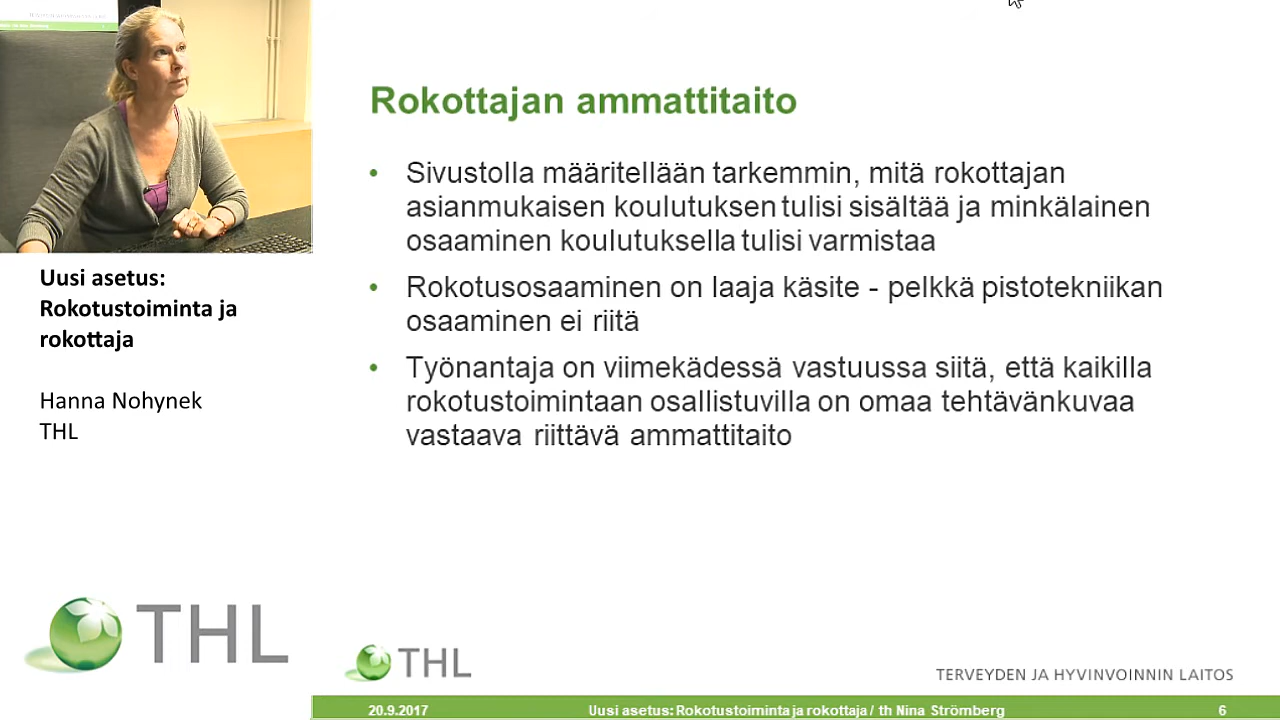 Rokottajan ammattitaito
• Sivustolla määritellään tarkemmin, mitä rokottajan
asianmukaisen koulutuksen tulisi sisältää ja minkälainen
osaaminen koulutuksella tulisi varmistaa
• Rokotusosaaminen on laaja käsite - pelkkä pistotekniikan
osaaminen ei riitä
• Työnantaja on viimekädessä vastuussa siitä, että kaikilla
rokotustoimintaan osallistuvilla on omaa tehtävänkuvaa
vastaava riittävä ammattitaito
Uusi asetus:
Rokotustoiminta ja
rokottaja
Hanna Nohynek
THL
THL
THL
TERVEYDEN JA HYVINVOINNIN LAITOS
20.9.2017
Uusi asetus: Rokotustoiminta ja rokottaja / th Nina Strömberg
6